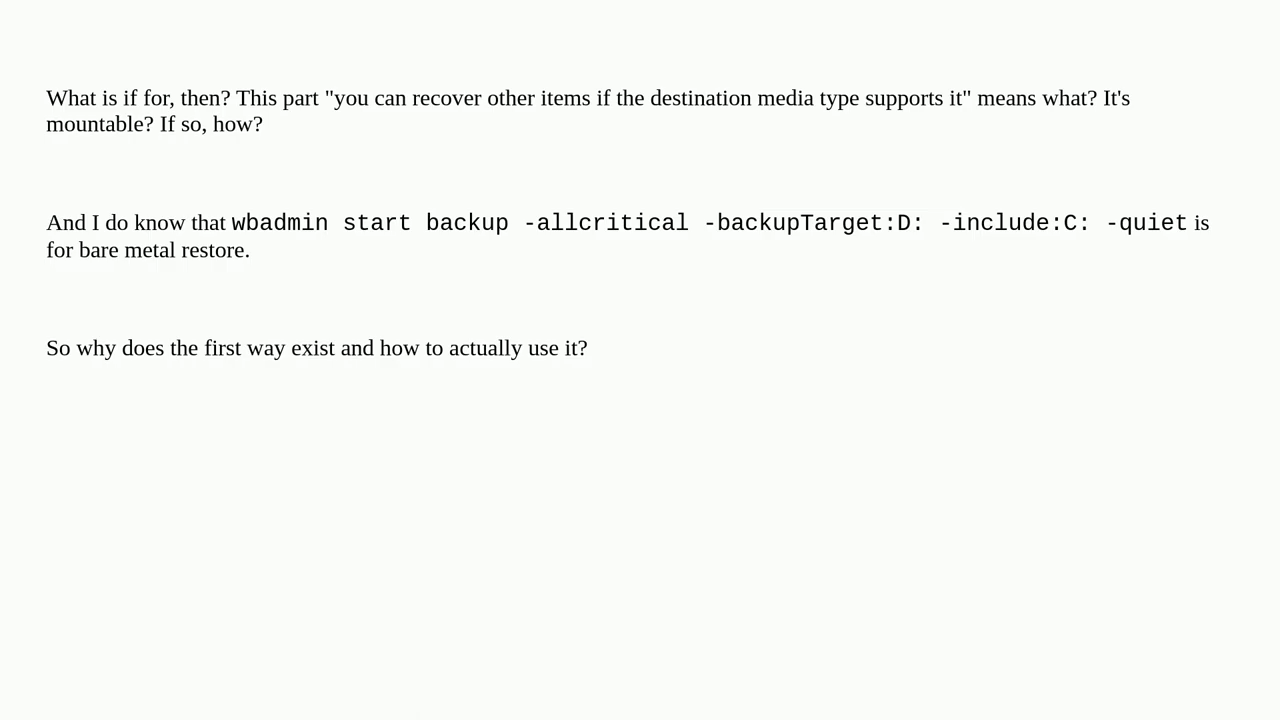 What is if for, then? This part "you can recover other items if the destination media type supports it" means what? It's
mountable? If so, how?
And I do know that wbadmin start backup -allcritical -backupTarget:D: -include:C: -quiet is
for bare metal restore.
So why does the first way exist and how to actually use it?